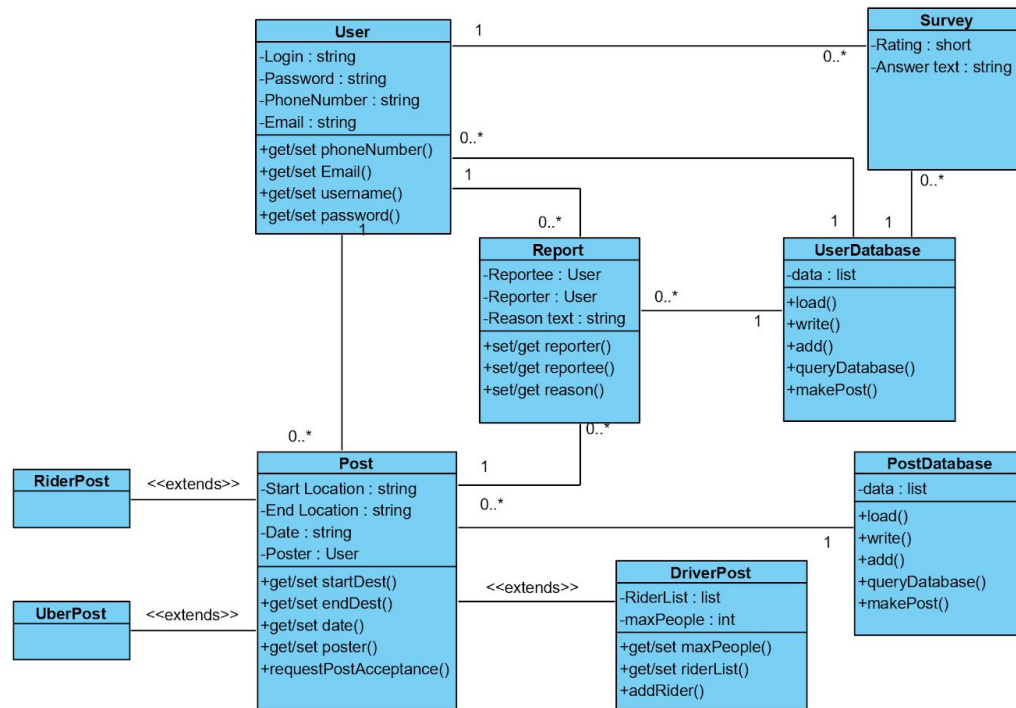 User
-Login : string
-Password : string
-PhoneNumber : string
-Email : string
+get/set phoneNumber()
+get/set Email()
+get/set username()
+get/set password()
1
0..*
Survey
-Rating : short
-Answer text : string
0..*
1
0..*
1
1
0..*
1
0..*
Report
-Reportee : User
-Reporter : User
-Reason text : string
+set/get reporter()
+set/get reportee()
+set/get reason()
0..*
1
UserDatabase
-data : list
+load()
+write()
+add()
+queryDatabase()
+makePost()
0..*
0..*
1
0..*
1
RiderPost
<<extends>>
UberPost
<<extends>>
Post
-Start Location : string
-End Location : string
-Date : string
-Poster : User
+get/set startDest()
+get/set endDest()
+get/set date()
+get/set poster()
+requestPostAcceptance()
<<extends>>
DriverPost
-RiderList : list
-maxPeople : int
+get/set maxPeople()
+get/set riderList()
+addRider()
PostDatabase
-data : list
+load()
+write()
+add()
+queryDatabase()
+makePost()